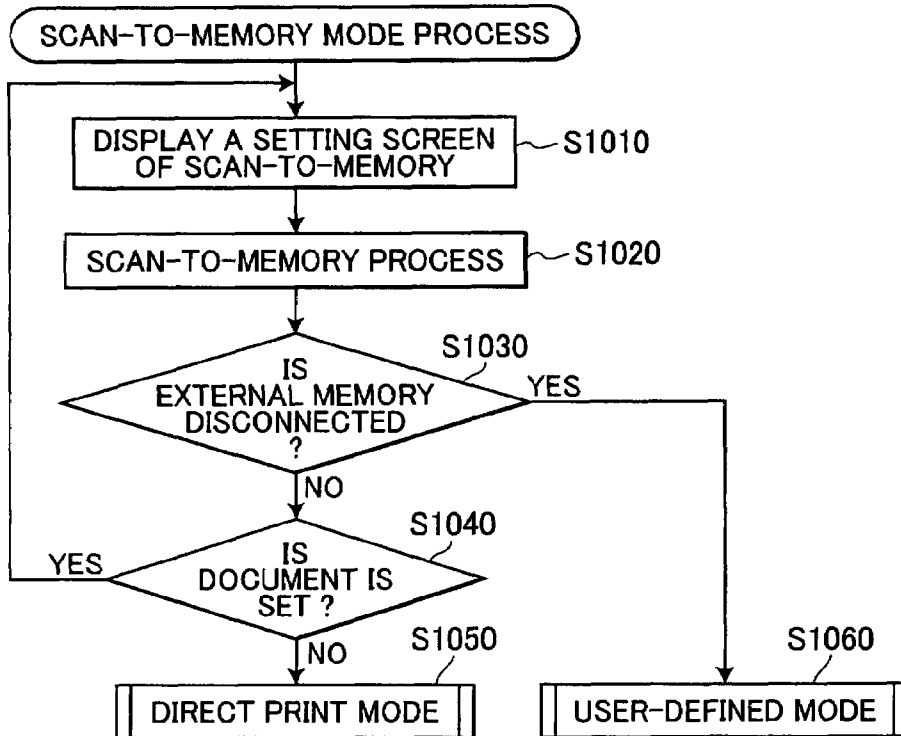 SCAN-TO-MEMORY MODE PROCESS
DISPLAY A SETTING SCREEN
OF SCAN-TO-MEMORY
S1010
SCAN-TO-MEMORY PROCESS
S1020
S1030
IS
EXTERNAL MEMORY
DISCONNECTED
?
YES
NO
S1040
YES
IS
DOCUMENT IS
SET ?
NO
S1050
DIRECT PRINT MODE
S1060
USER-DEFINED MODE